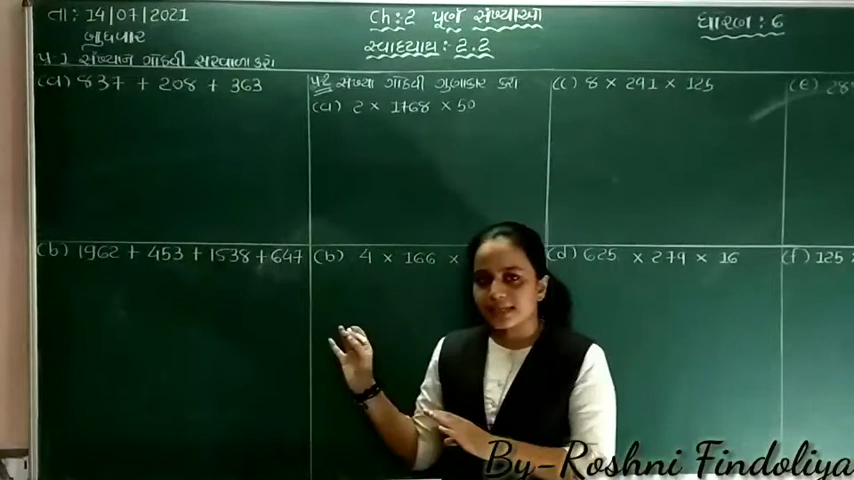 તા: 14/07/2021
બુધવાર
Ch:2 પૂર્ણ સંખ્યાઓ
સ્વાધ્યાય: 2.2
ધોરણ: 6
પ્ર-1 સંખ્યાને ગોઠવી સરવાળા કરો
(a) 837 + 208 + 363
(b) 1962 + 453 + 1538 + 647
પ્ર-2 સંખ્યા ગોઠવી ગુણાકાર કરો
(a) 2 × 1768 × 50
(b) 4 × 166 ×
(c) 8 × 291 × 125
(d) 625 × 279 × 16
(e) 28
(f) 125
By-Roshni Findoliya